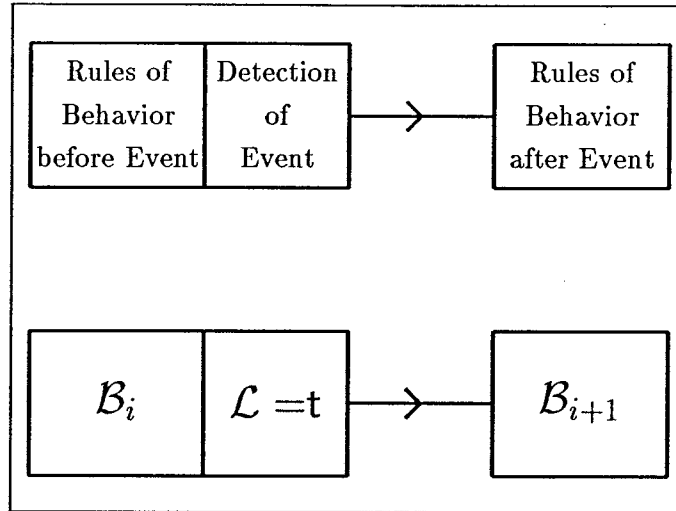 Rules of
Behavior
before Event
Detection
of
Event
Rules of
Behavior
after Event
ℬᵢ
ℒ =t
ℬᵢ₊₁